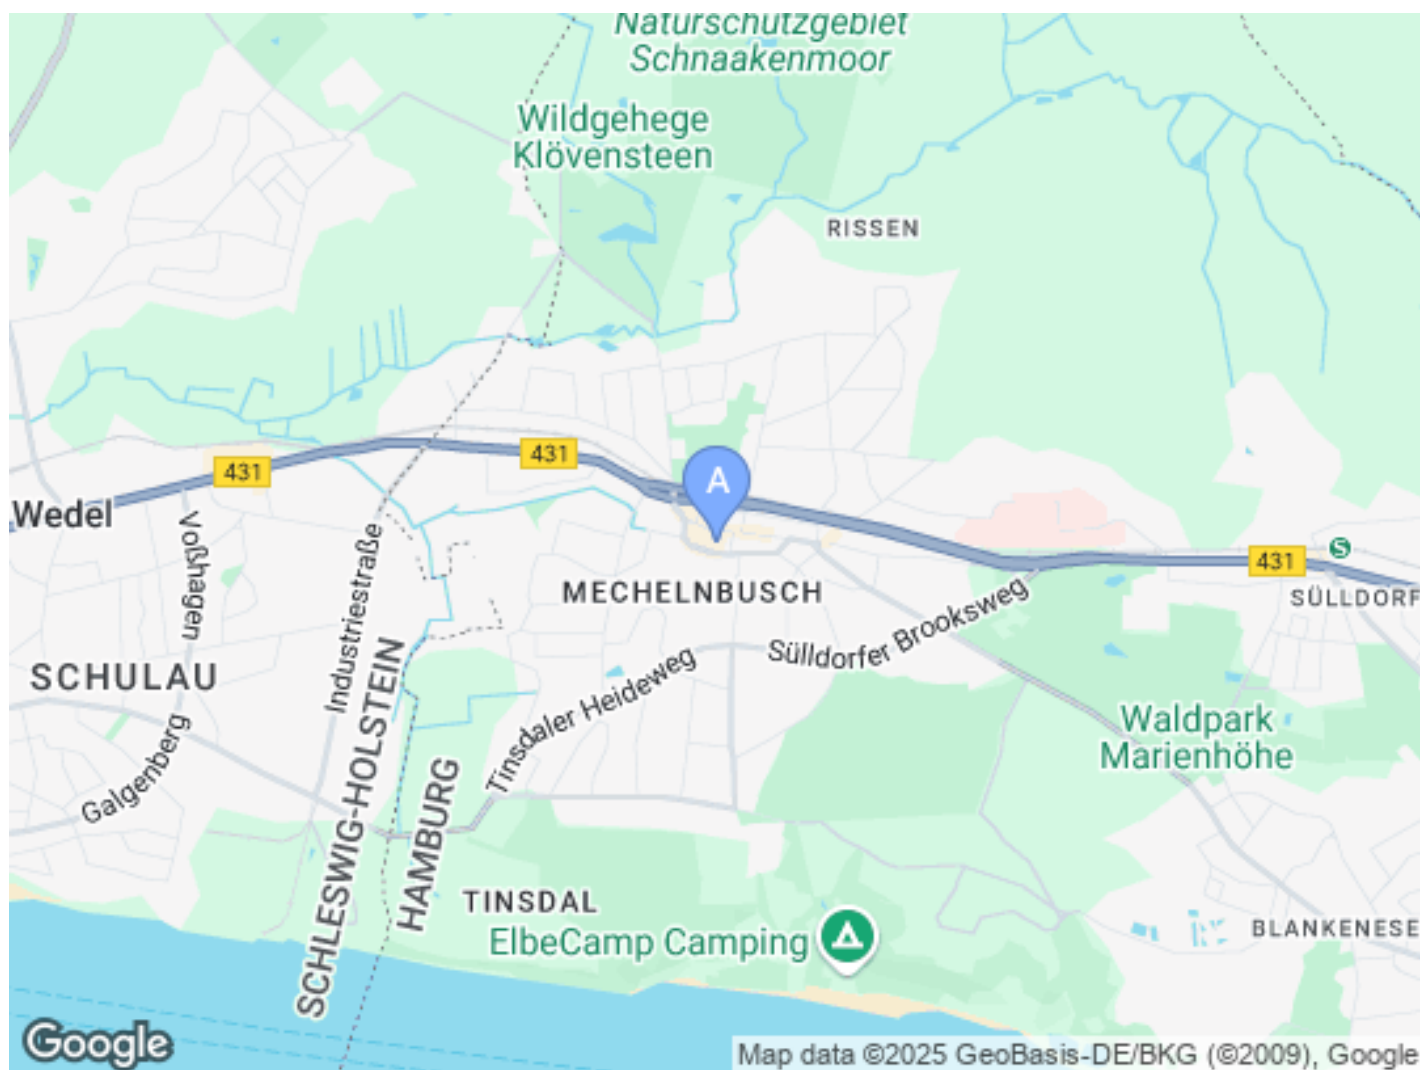 Naturschutzgebiet
Schnaakenmoor
Wildgehege
Klövensteen
RISSEN
431
431
A
Wedel
Voßhagen
Industriestraße
MECHELNBUSCH
431
S
SÜLLDORF
Sülldorfer Brooksweg
SCHULAU
Tinsdaler Heideweg
Galgenberg
SCHLESWIG-HOLSTEIN
HAMBURG
Waldpark
Marienhöhe
TINSDAL
ElbeCamp Camping
BLANKENESE
Google
Map data ©2025 GeoBasis-DE/BKG (©2009), Google